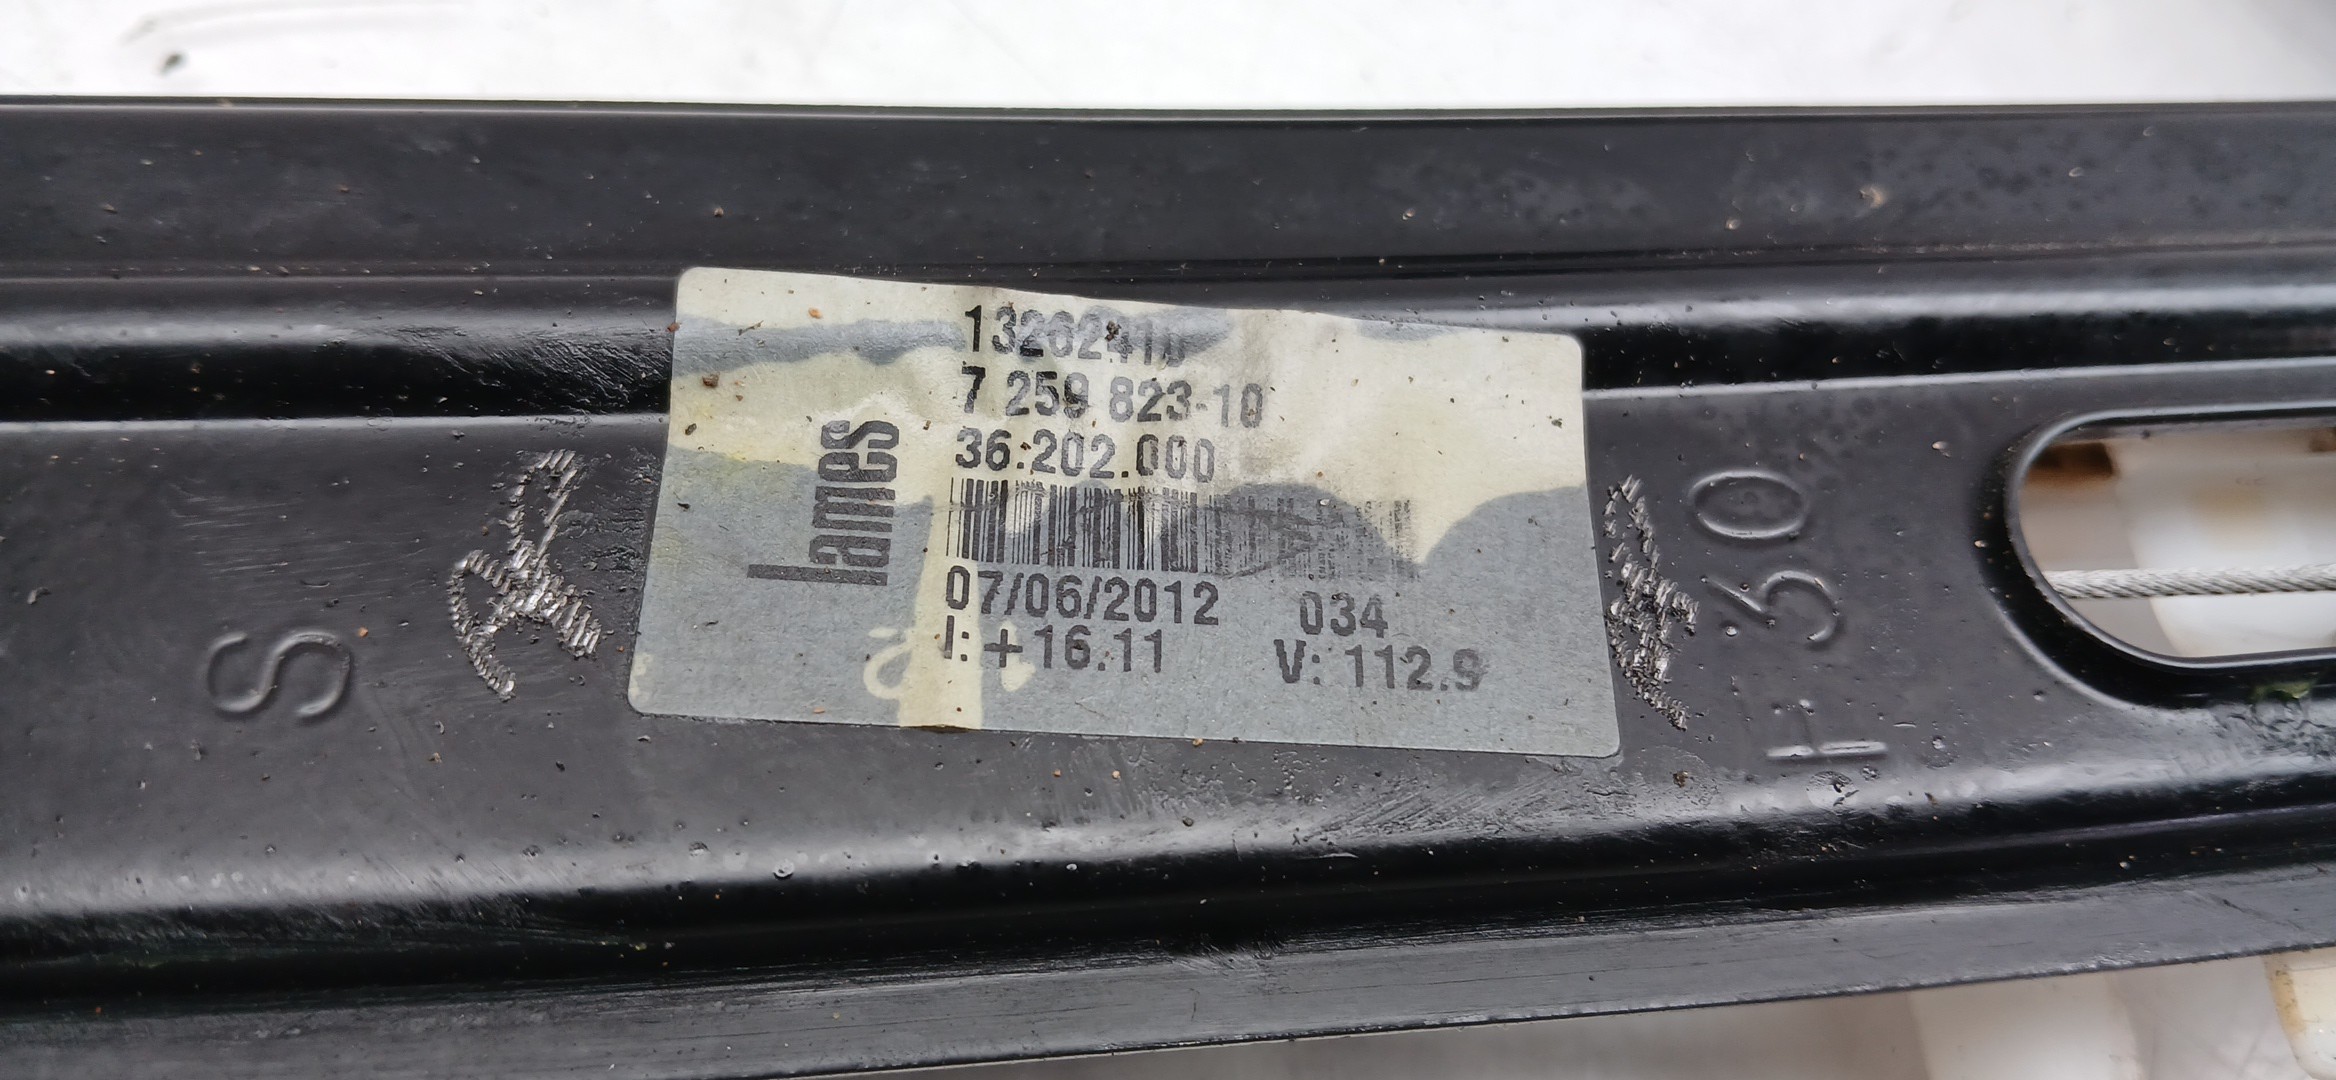 lames
13262410
7 259 823-10
36.202.000
07/06/2012 034
I: +16.11 V: 112.9
S
F30